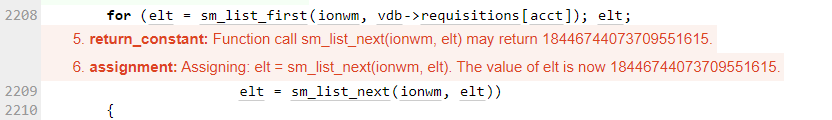 2208 for (elt = sm_list_first(ionwm, vdb->requisitions[acct]); elt;
5. return_constant: Function call sm_list_next(ionwm, elt) may return 18446744073709551615.
6. assignment: Assigning: elt = sm_list_next(ionwm, elt). The value of elt is now 18446744073709551615.
2209 elt = sm_list_next(ionwm, elt))
2210 {